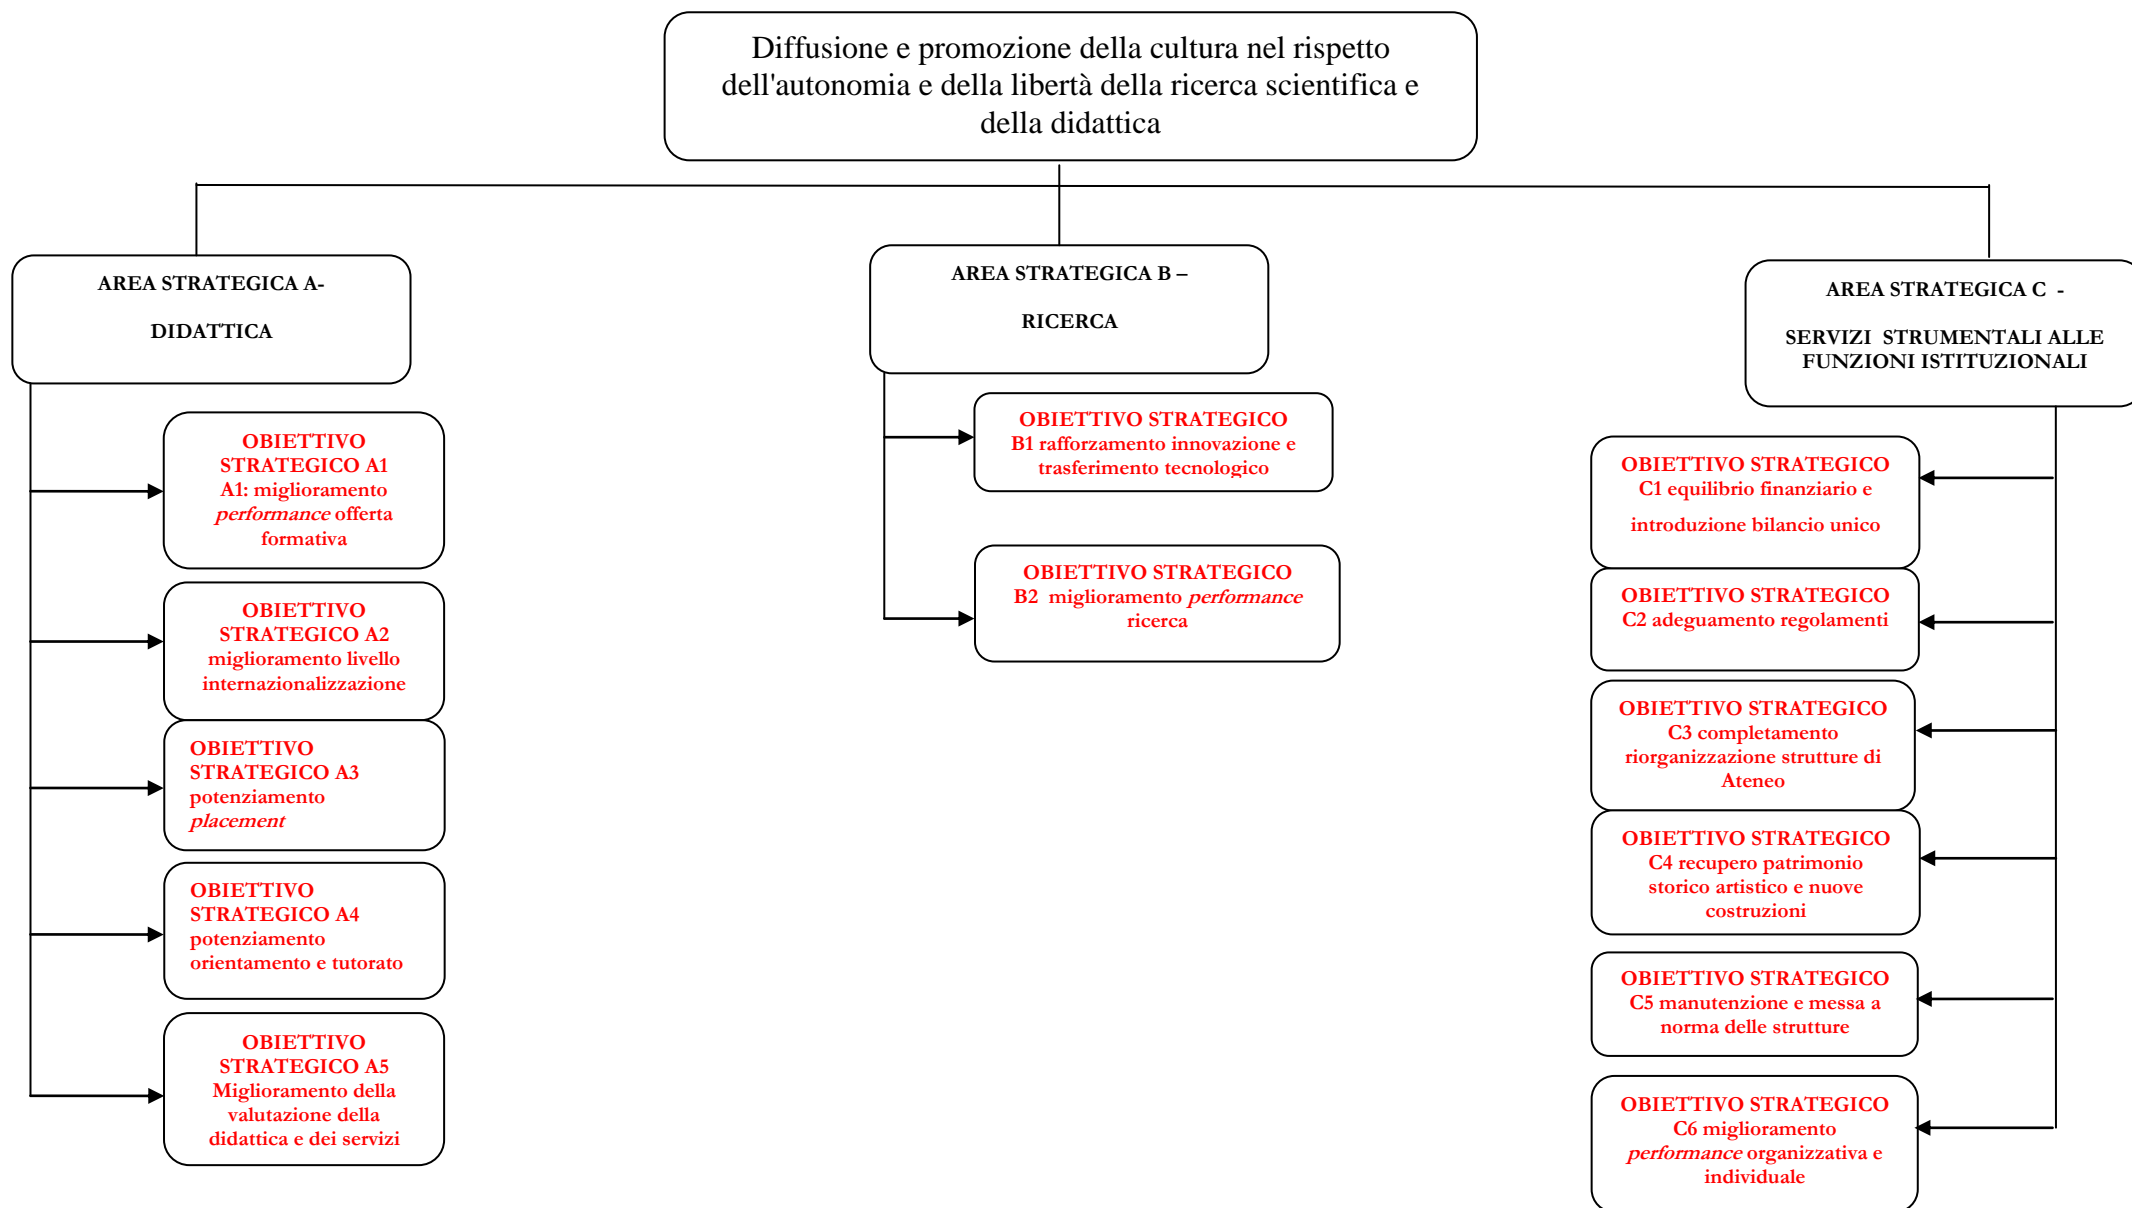 Diffusione e promozione della cultura nel rispetto
dell'autonomia e della libertà della ricerca scientifica e
della didattica
AREA STRATEGICA A-
DIDATTICA
OBIETTIVO
STRATEGICO A1
A1: miglioramento
performance offerta
formativa
OBIETTIVO
STRATEGICO A2
miglioramento livello
internazionalizzazione
OBIETTIVO
STRATEGICO A3
potenziamento
placement
OBIETTIVO
STRATEGICO A4
potenziamento
orientamento e tutorato
OBIETTIVO
STRATEGICO A5
Miglioramento della
valutazione della
didattica e dei servizi
AREA STRATEGICA B –
RICERCA
OBIETTIVO STRATEGICO
B1 rafforzamento innovazione e
trasferimento tecnologico
OBIETTIVO STRATEGICO
B2  miglioramento performance
ricerca
AREA STRATEGICA C  -
SERVIZI  STRUMENTALI ALLE
FUNZIONI ISTITUZIONALI
OBIETTIVO STRATEGICO
C1 equilibrio finanziario e
introduzione bilancio unico
OBIETTIVO STRATEGICO
C2 adeguamento regolamenti
OBIETTIVO STRATEGICO
C3 completamento
riorganizzazione strutture di
Ateneo
OBIETTIVO STRATEGICO
C4 recupero patrimonio
storico artistico e nuove
costruzioni
OBIETTIVO STRATEGICO
C5 manutenzione e messa a
norma delle strutture
OBIETTIVO STRATEGICO
C6 miglioramento
performance organizzativa e
individuale